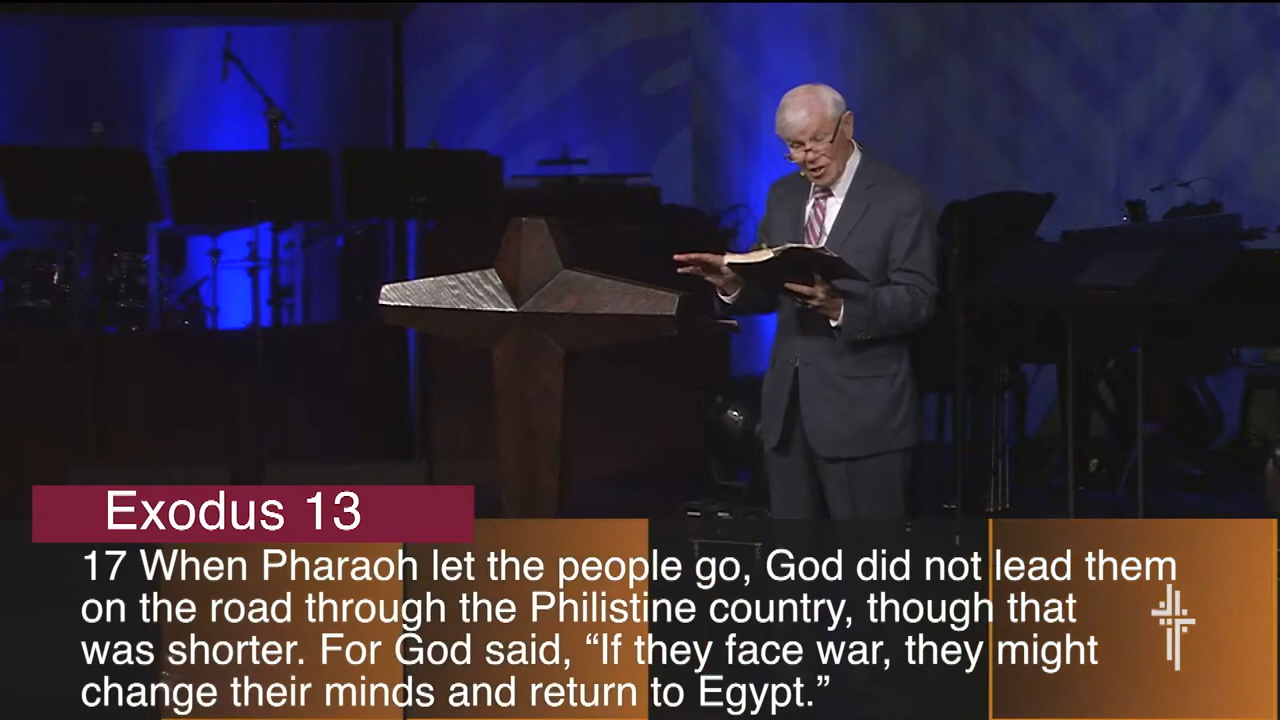 Exodus 13
17 When Pharaoh let the people go, God did not lead them
on the road through the Philistine country, though that
was shorter. For God said, “If they face war, they might
change their minds and return to Egypt.”